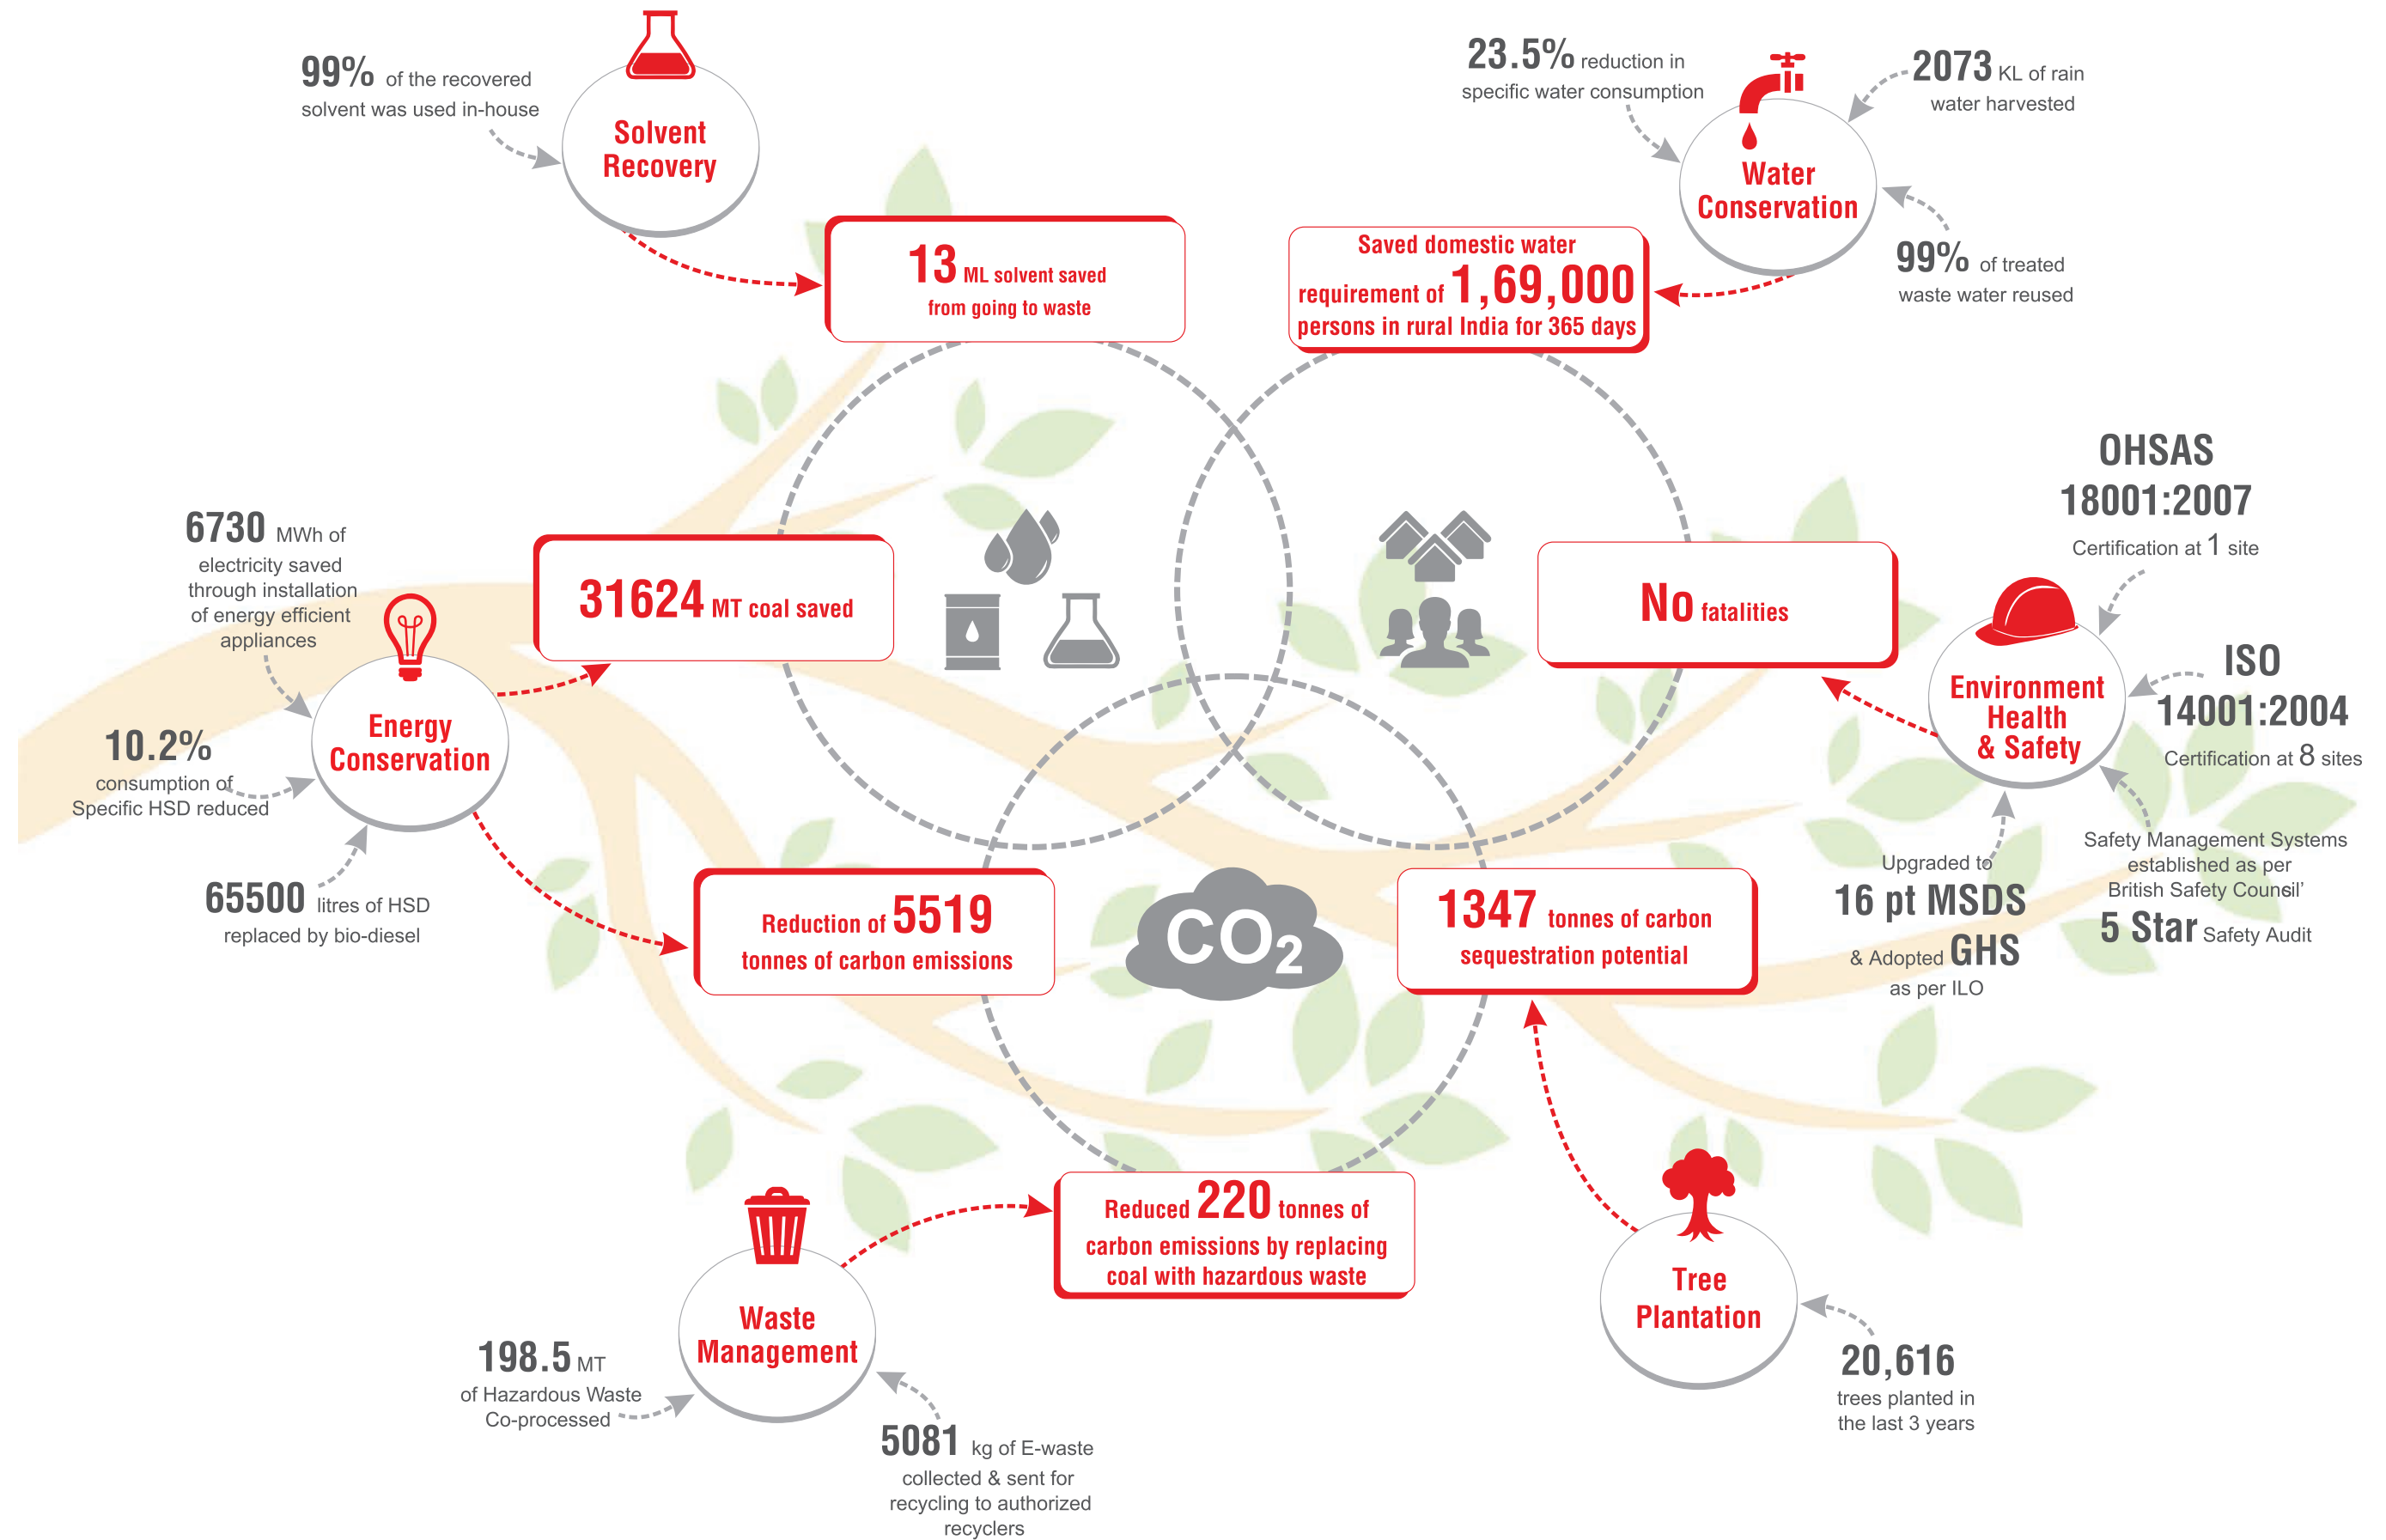 99% of the recovered
solvent was used in-house
Solvent
Recovery
13 ML solvent saved
from going to waste
23.5% reduction in
specific water consumption
2073 KL of rain
water harvested
Water
Conservation
99% of treated
waste water reused
Saved domestic water
requirement of 1,69,000
persons in rural India for 365 days
6730 MWh of
electricity saved
through installation
of energy efficient
appliances
10.2%
consumption of
Specific HSD reduced
65500 litres of HSD
replaced by bio-diesel
Energy
Conservation
31624 MT coal saved
Reduction of 5519
tonnes of carbon emissions
No fatalities
OHSAS
18001:2007
Certification at 1 site
ISO
14001:2004
Certification at 8 sites
Environment
Health
& Safety
Safety Management Systems
established as per
British Safety Council’
5 Star Safety Audit
Upgraded to
16 pt MSDS
& Adopted GHS
as per ILO
CO2
1347 tonnes of carbon
sequestration potential
Tree
Plantation
20,616
trees planted in
the last 3 years
Reduced 220 tonnes of
carbon emissions by replacing
coal with hazardous waste
Waste
Management
198.5 MT
of Hazardous Waste
Co-processed
5081 kg of E-waste
collected & sent for
recycling to authorized
recyclers